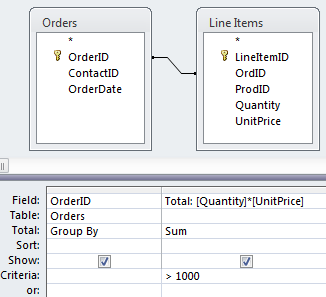 Orders
*
OrderID
ContactID
OrderDate
Line Items
*
LineItemID
OrdID
ProdID
Quantity
UnitPrice
Field: OrderID Total: [Quantity]*[UnitPrice]
Table: Orders
Total: Group By Sum
Sort:
Show:
Criteria: > 1000
or: